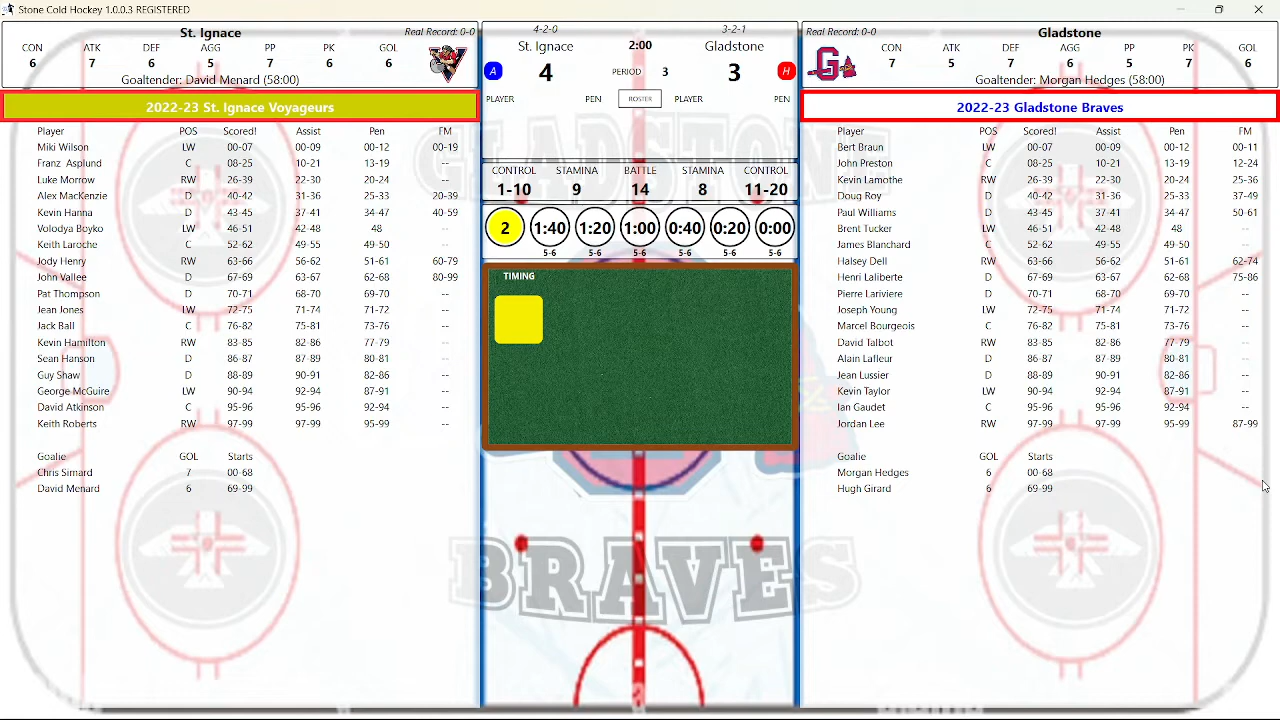 Stone Cold Hockey 1.0.0.3 REGISTERED
St. Ignace Real Record: 0-0
CON ATK DEF AGG PP PK GOL
6 7 6 5 7 6 6
Goaltender: David Menard (58:00)
2022-23 St. Ignace Voyageurs
Player POS Scored! Assist Pen FM
Miki Wilson LW 00-07 00-09 00-12 00-19
Franz Asplund C 08-25 10-21 13-19 --
Luke Morrow RW 26-39 22-30 20-24 --
Alex MacKenzie D 40-42 31-36 25-33 20-39
Kevin Hanna D 43-45 37-41 34-47 40-59
Volodya Boyko LW 46-51 42-48 48 --
Keith Laroche C 52-62 49-55 49-50 --
Jody Henry RW 63-66 56-62 51-61 60-79
John Vallee D 67-69 63-67 62-68 80-99
Pat Thompson D 70-71 68-70 69-70 --
Jean Jones LW 72-75 71-74 71-72 --
Jack Ball C 76-82 75-81 73-76 --
Kevin Hamilton RW 83-85 82-86 77-79 --
Sean Hanson D 86-87 87-89 80-81 --
Guy Shaw D 88-89 90-91 82-86 --
George McGuire LW 90-94 92-94 87-91 --
David Atkinson C 95-96 95-96 92-94 --
Keith Roberts RW 97-99 97-99 95-99 --
Goalie GOL Starts
Chris Simard 7 00-68
David Menard 6 69-99
4-2-0 3-2-1
St. Ignace 2:00 Gladstone
A 4 PERIOD 3 3 H
PLAYER PEN ROSTER PLAYER PEN
GLADSTONE
CONTROL STAMINA BATTLE STAMINA CONTROL
1-10 9 14 8 11-20
2 1:40 1:20 1:00 0:40 0:20 0:00
5-6 5-6 5-6 5-6 5-6 5-6
TIMING
BRAVES
Real Record: 0-0 Gladstone
CON ATK DEF AGG PP PK GOL
7 5 7 6 5 7 6
Goaltender: Morgan Hedges (58:00)
2022-23 Gladstone Braves
Player POS Scored! Assist Pen FM
Bert Braun LW 00-07 00-09 00-12 00-11
John Preston C 08-25 10-21 13-19 12-24
Kevin Lamothe RW 26-39 22-30 20-24 25-36
Doug Roy D 40-42 31-36 25-33 37-49
Paul Williams D 43-45 37-41 34-47 50-61
Brent Tucker LW 46-51 42-48 48 --
James Blanchard C 52-62 49-55 49-50 --
Halsey Dell RW 63-66 56-62 51-61 62-74
Henri Laliberte D 67-69 63-67 62-68 75-86
Pierre Lariviere D 70-71 68-70 69-70 --
Joseph Young LW 72-75 71-74 71-72 --
Marcel Bourgeois C 76-82 75-81 73-76 --
David Talbot RW 83-85 82-86 77-79 --
Alain Lafleur D 86-87 87-89 80-81 --
Jean Lussier D 88-89 90-91 82-86 --
Kevin Taylor LW 90-94 92-94 87-91 --
Ian Gaudet C 95-96 95-96 92-94 --
Jordan Lee RW 97-99 97-99 95-99 87-99
Goalie GOL Starts
Morgan Hedges 6 00-68
Hugh Girard 6 69-99